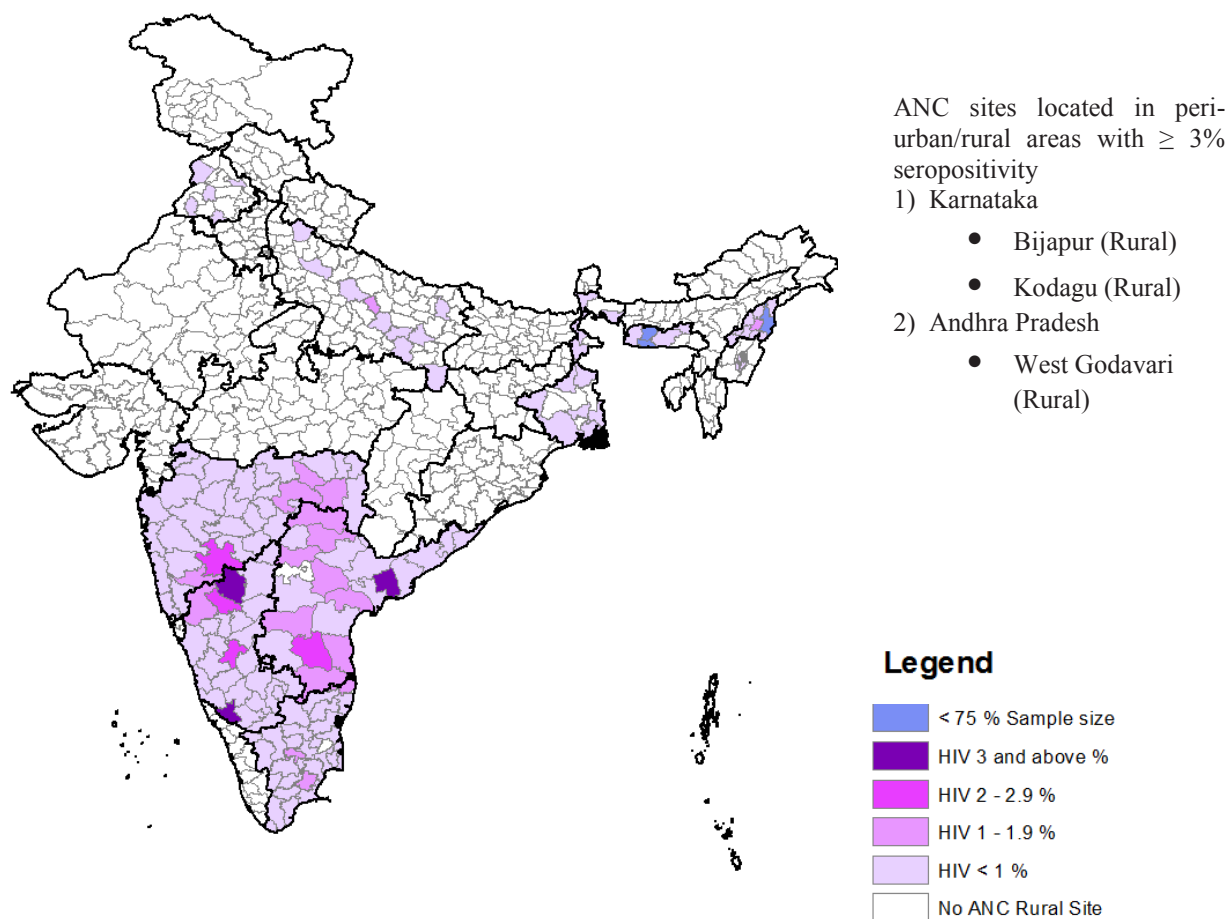 ANC sites located in peri-
urban/rural areas with ≥ 3%
seropositivity
1) Karnataka
• Bijapur (Rural)
• Kodagu (Rural)
2) Andhra Pradesh
• West Godavari
(Rural)
Legend
< 75 % Sample size
HIV 3 and above %
HIV 2 - 2.9 %
HIV 1 - 1.9 %
HIV < 1 %
No ANC Rural Site